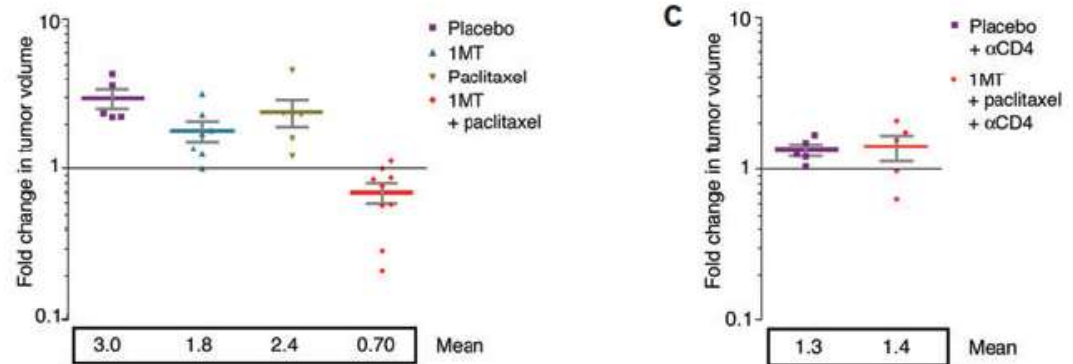 Fold change in tumor volume
10
1
0.1
Placebo
1MT
Paclitaxel
1MT
+ paclitaxel
3.0 1.8 2.4 0.70 Mean
C
Fold change in tumor volume
10
1
0.1
Placebo
+ αCD4
1MT
+ paclitaxel
+ αCD4
1.3 1.4 Mean